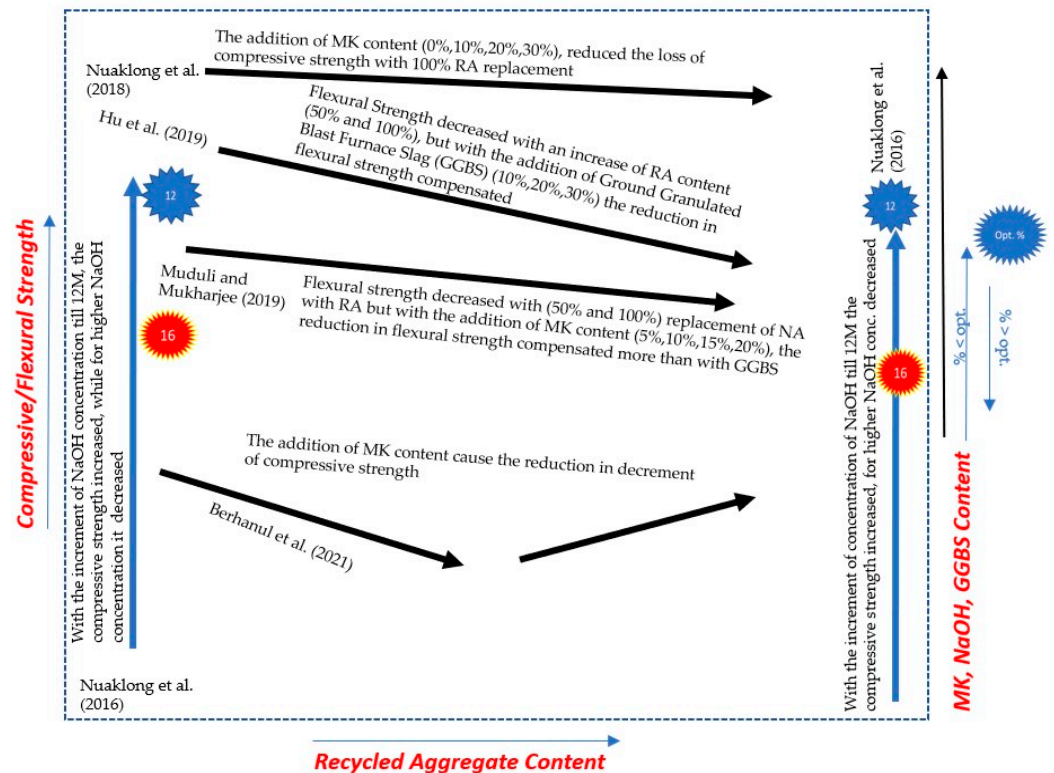 The addition of MK content (0%,10%,20%,30%), reduced the loss of
compressive strength with 100% RA replacement
Nuaklong et al.
(2018)
Hu et al. (2019)
Flexural Strength decreased with an increase of RA content
(50% and 100%), but with the addition of Ground Granulated
Blast Furnace Slag (GGBS) (10%,20%,30%) the reduction in
flexural strength compensated
12
Muduli and
Mukharjee (2019)
Flexural strength decreased with (50% and 100%) replacement of NA
with RA but with the addition of MK content (5%,10%,15%,20%), the
reduction in flexural strength compensated more than with GGBS
16
The addition of MK content cause the reduction in decrement
of compressive strength
Berhanul et al. (2021)
Compressive/Flexural Strength
With the increment of NaOH concentration till 12M, the
compressive strength increased, while for higher NaOH
concentration it decreased
Nuaklong et al.
(2016)
Nuaklong et al.
(2016)
12
16
With the increment of concentration of NaOH till 12M the
compressive strength increased, for higher NaOH conc. decreased
MK, NaOH, GGBS Content
Opt. %
% < opt.
% > opt.
Recycled Aggregate Content